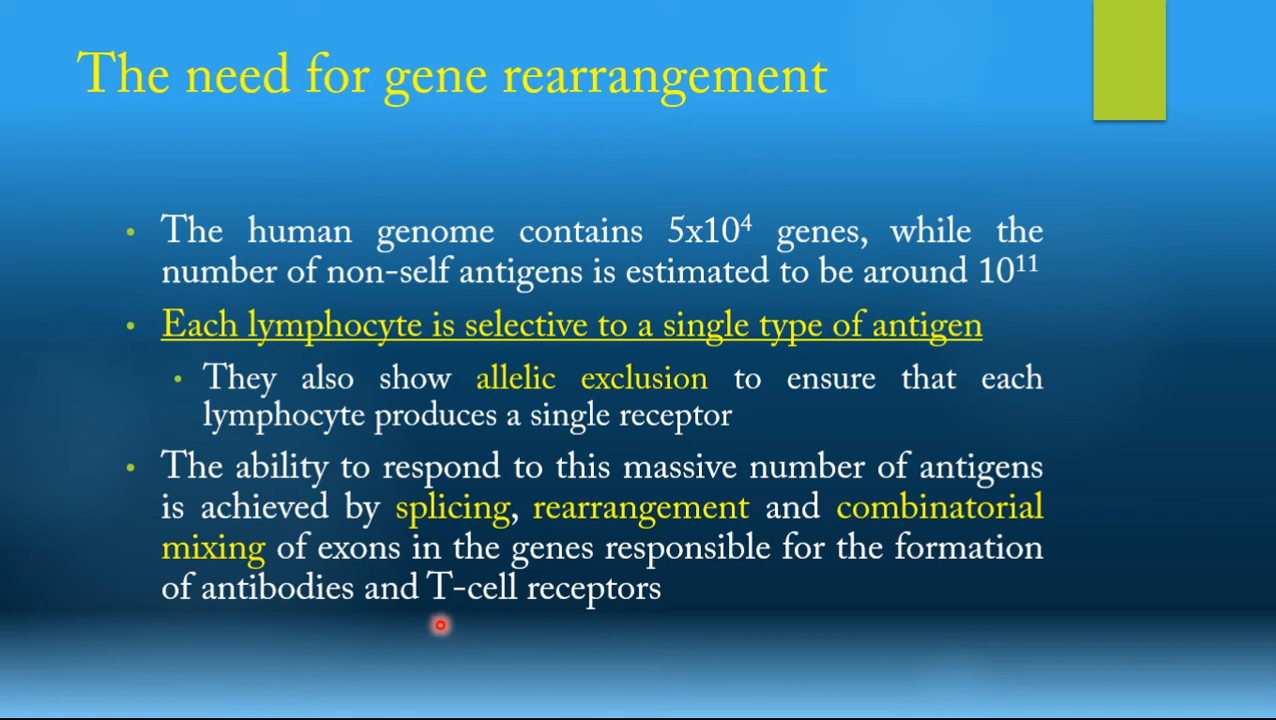 The need for gene rearrangement
• The human genome contains 5x10⁴ genes, while the
number of non-self antigens is estimated to be around 10¹¹
• Each lymphocyte is selective to a single type of antigen
• They also show allelic exclusion to ensure that each
lymphocyte produces a single receptor
• The ability to respond to this massive number of antigens
is achieved by splicing, rearrangement and combinatorial
mixing of exons in the genes responsible for the formation
of antibodies and T-cell receptors